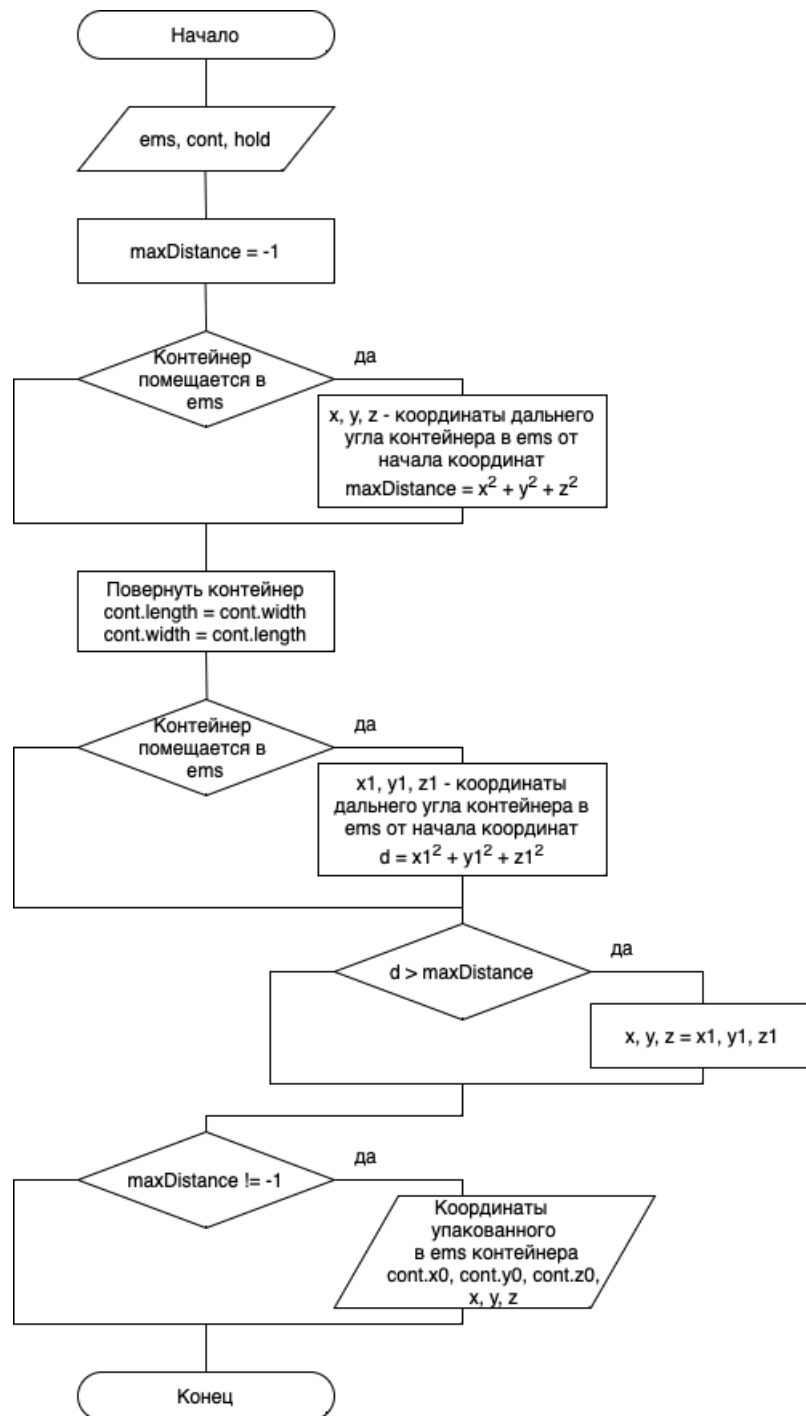 Начало
ems, cont, hold
maxDistance = -1
Контейнер
помещается в
ems
да
x, y, z - координаты дальнего
угла контейнера в ems от
начала координат
maxDistance = x² + y² + z²
Повернуть контейнер
cont.length = cont.width
cont.width = cont.length
Контейнер
помещается в
ems
да
x1, y1, z1 - координаты
дальнего угла контейнера в
ems от начала координат
d = x1² + y1² + z1²
d > maxDistance
да
x, y, z = x1, y1, z1
maxDistance != -1
да
Координаты
упакованного
в ems контейнера
cont.x0, cont.y0, cont.z0,
x, y, z
Конец